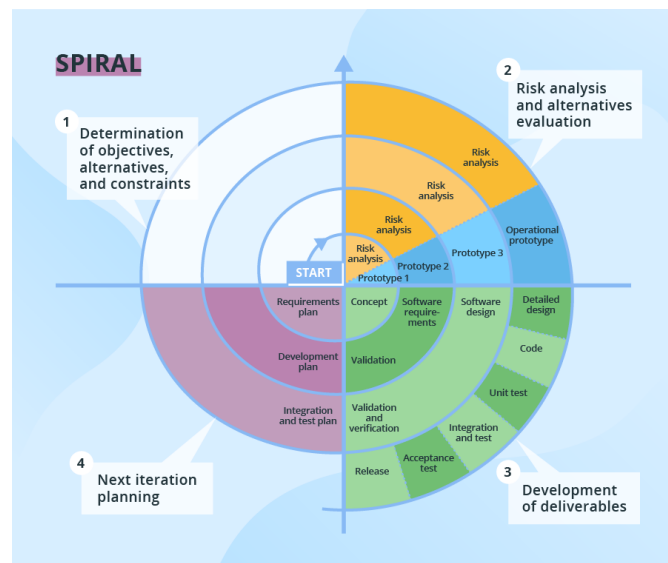 SPIRAL
1
Determination
of objectives,
alternatives,
and constraints
2
Risk analysis
and alternatives
evaluation
Risk
analysis
Risk
analysis
Risk
analysis
Risk
analysis
Operational
prototype
Prototype 3
Prototype 2
Prototype 1
START
Requirements
plan
Concept
Software
require-
ments
Software
design
Detailed
design
Code
Unit test
Integration
and test
Acceptance
test
Release
Development
plan
Validation
Integration
and test plan
Validation
and
verification
4
Next iteration
planning
3
Development
of deliverables